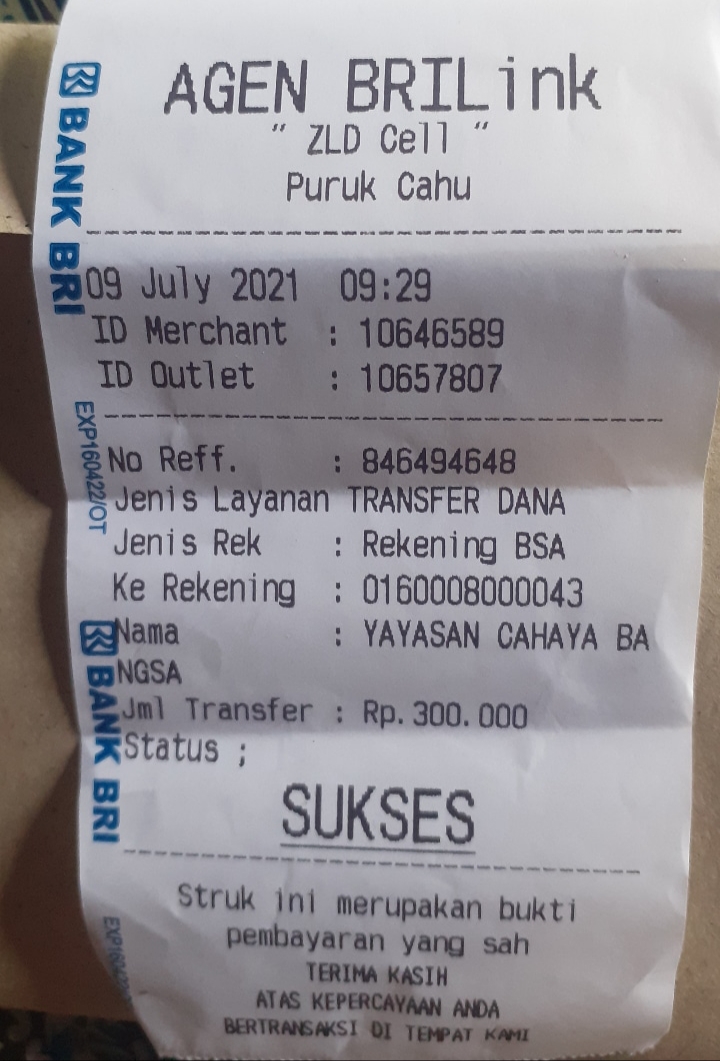 AGEN BRILink
" ZLD Cell "
Puruk Cahu
09 July 2021 09:29
ID Merchant : 10646589
ID Outlet : 10657807
No Reff. : 846494648
Jenis Layanan TRANSFER DANA
Jenis Rek : Rekening BSA
Ke Rekening : 0160008000043
Nama : YAYASAN CAHAYA BA
NGSA
Jml Transfer : Rp.300.000
Status ;
SUKSES
Struk ini merupakan bukti
pembayaran yang sah
TERIMA KASIH
ATAS KEPERCAYAAN ANDA
BERTRANSAKSI DI TEMPAT KAMI
BANK BRI
EXP160422/OT
BANK BRI